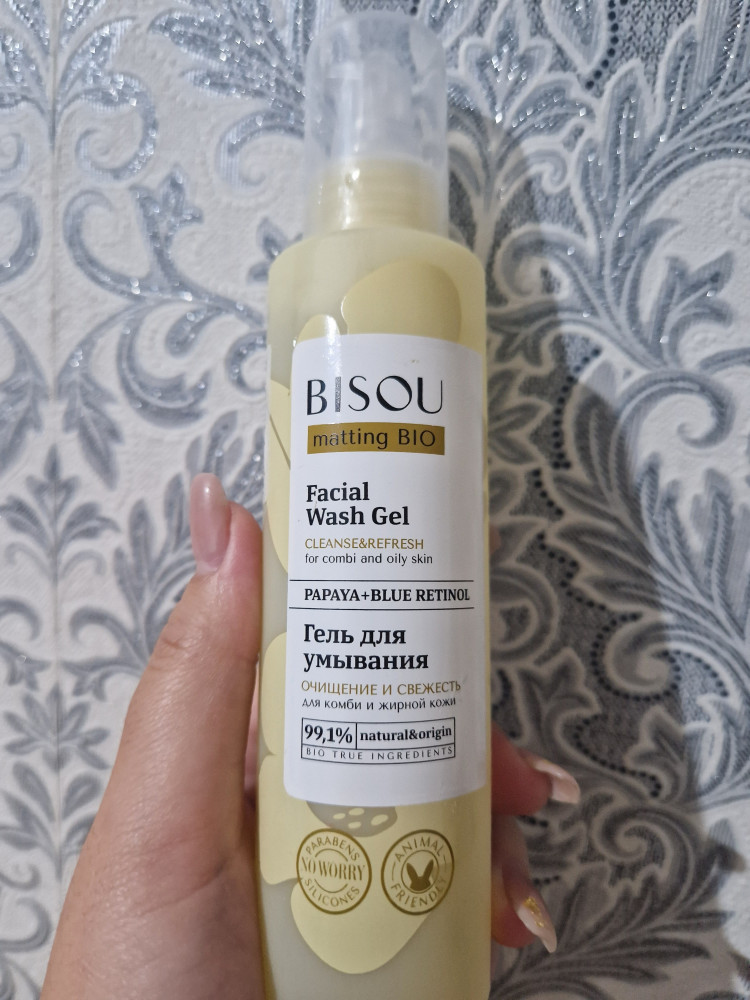 BISOU
matting BIO
Facial
Wash Gel
CLEANSE&REFRESH
for combi and oily skin
PAPAYA+BLUE RETINOL
Гель для
умывания
ОЧИЩЕНИЕ И СВЕЖЕСТЬ
для комби и жирной кожи
99,1% natural&origin
BIO TRUE INGREDIENTS
PARABENS
NO WORRY
SILICONES
ANIMAL
FRIENDLY